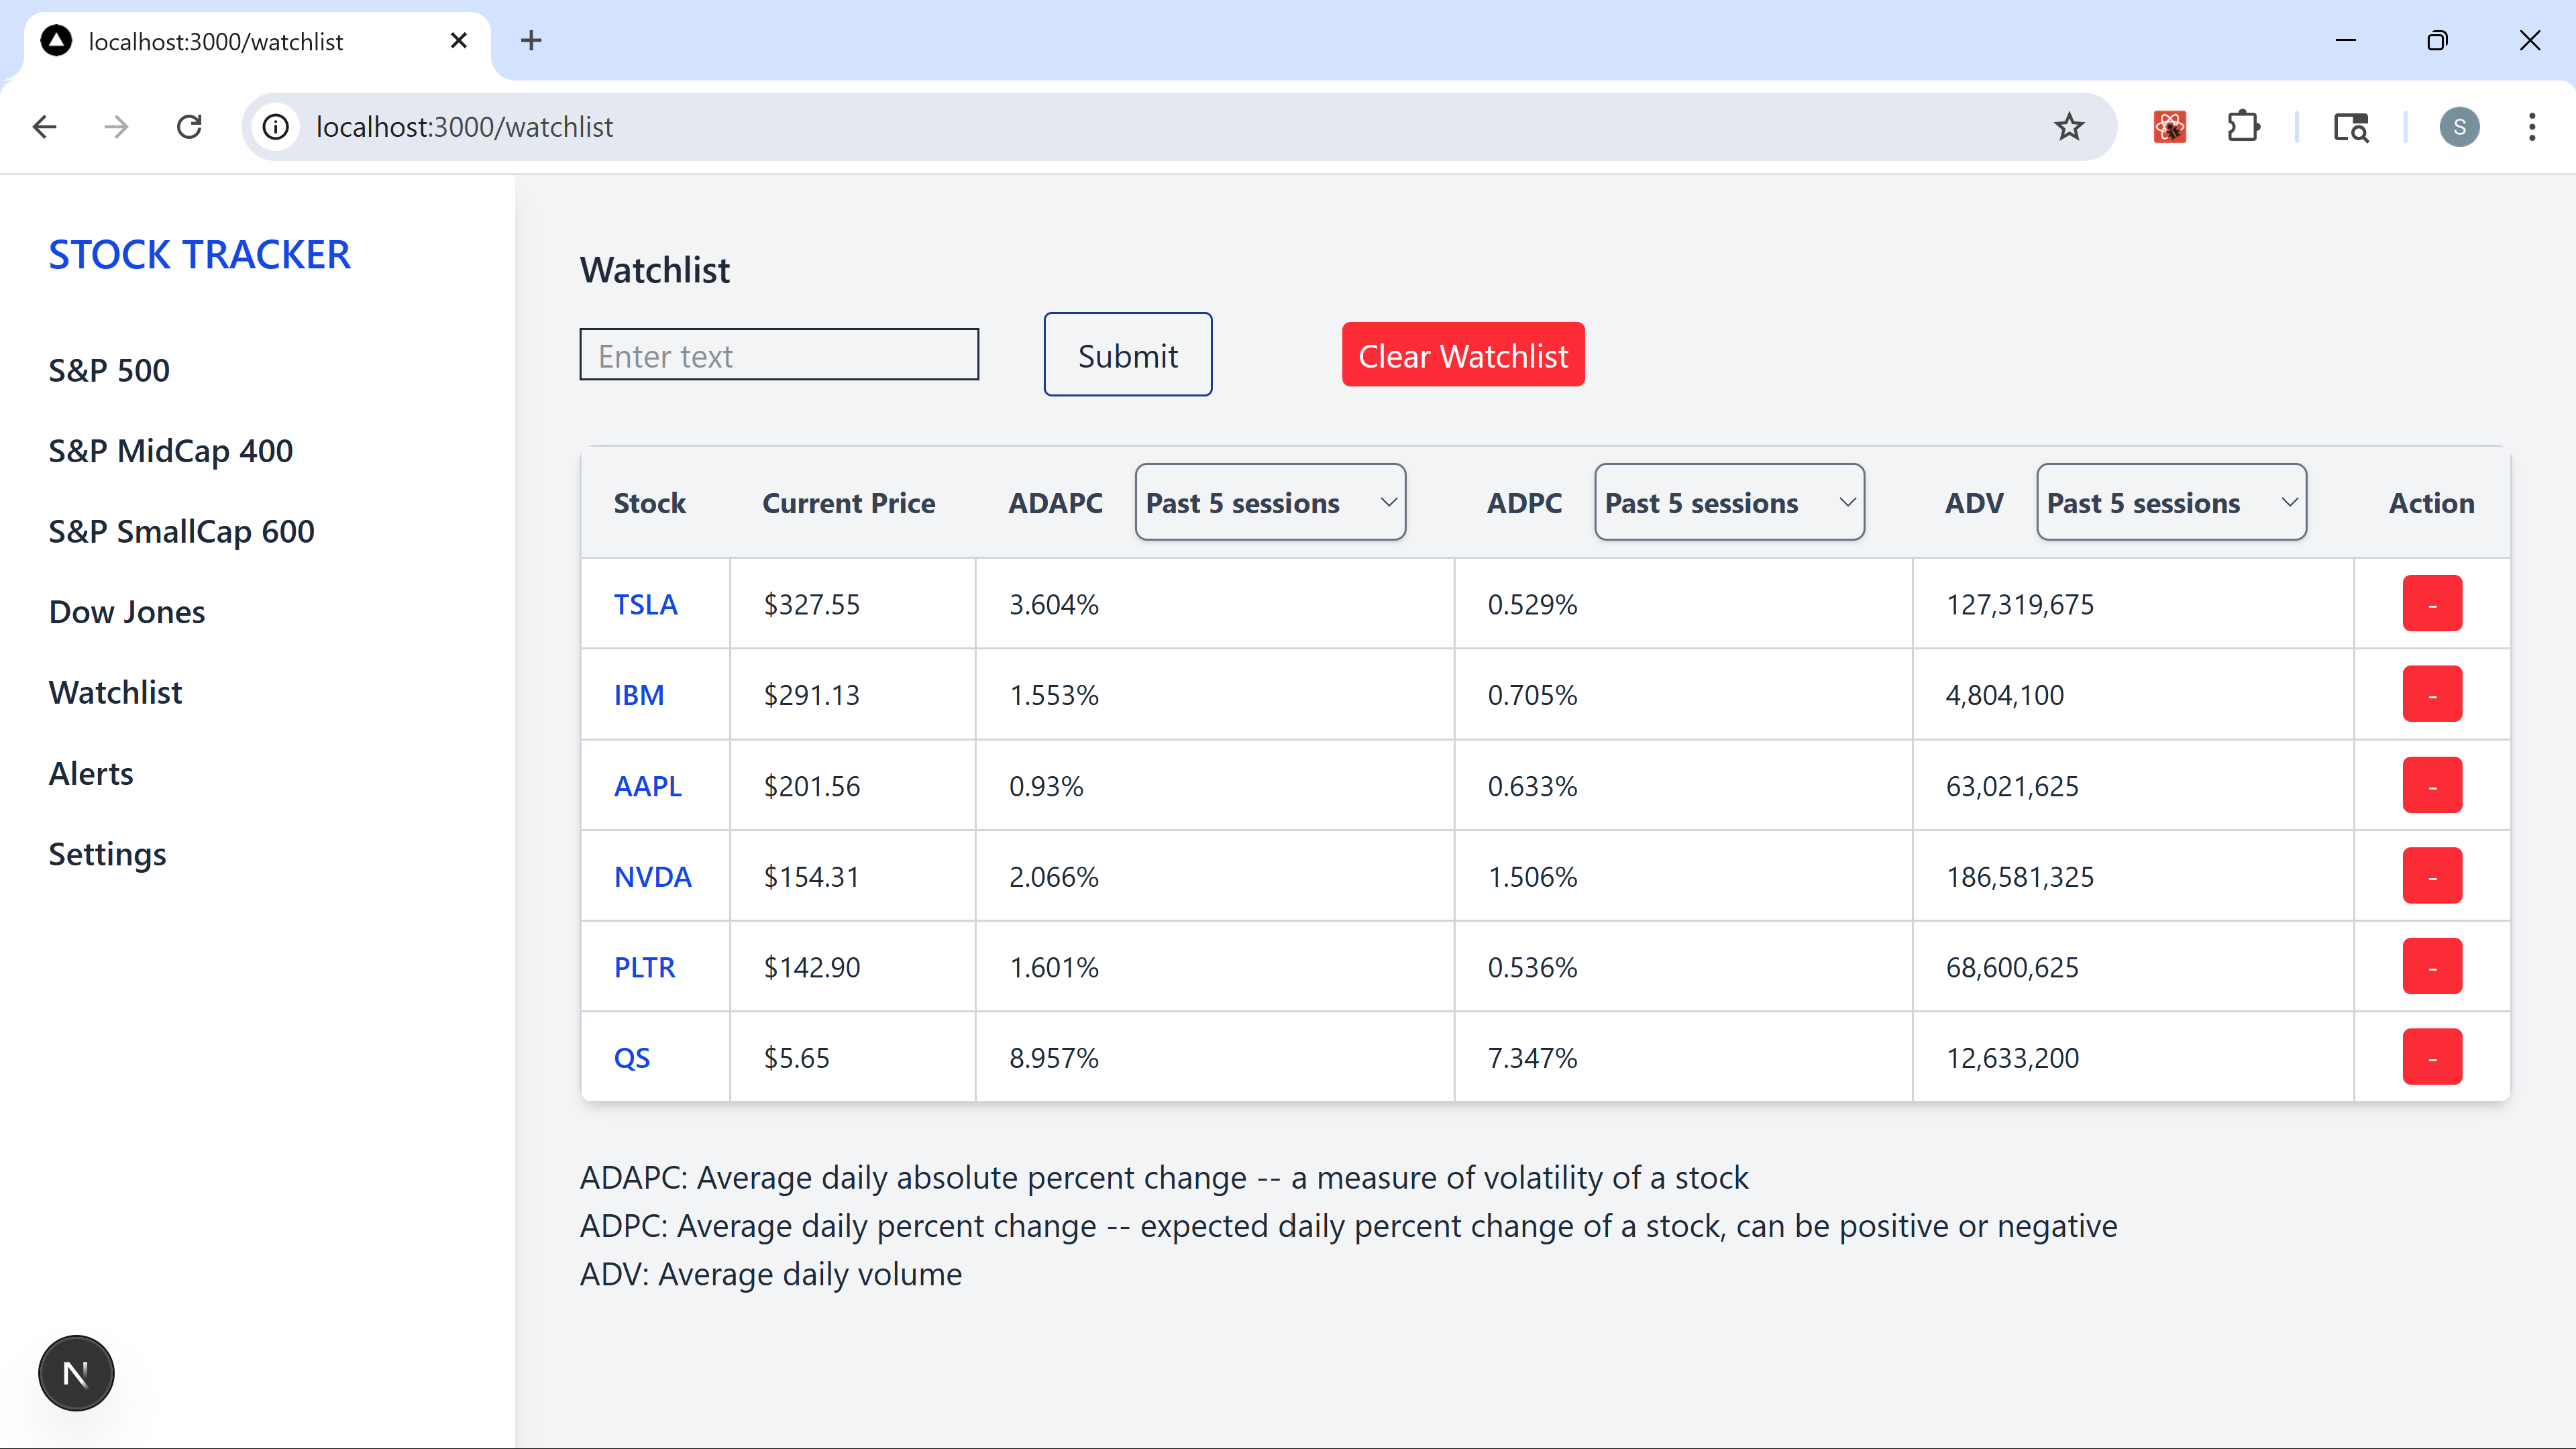 localhost:3000/watchlist
localhost:3000/watchlist
S
STOCK TRACKER
S&P 500
S&P MidCap 400
S&P SmallCap 600
Dow Jones
Watchlist
Alerts
Settings
N
Watchlist
Enter text Submit Clear Watchlist
Stock Current Price ADAPC Past 5 sessions ADPC Past 5 sessions ADV Past 5 sessions Action
TSLA $327.55 3.604% 0.529% 127,319,675 -
IBM $291.13 1.553% 0.705% 4,804,100 -
AAPL $201.56 0.93% 0.633% 63,021,625 -
NVDA $154.31 2.066% 1.506% 186,581,325 -
PLTR $142.90 1.601% 0.536% 68,600,625 -
QS $5.65 8.957% 7.347% 12,633,200 -
ADAPC: Average daily absolute percent change -- a measure of volatility of a stock
ADPC: Average daily percent change -- expected daily percent change of a stock, can be positive or negative
ADV: Average daily volume